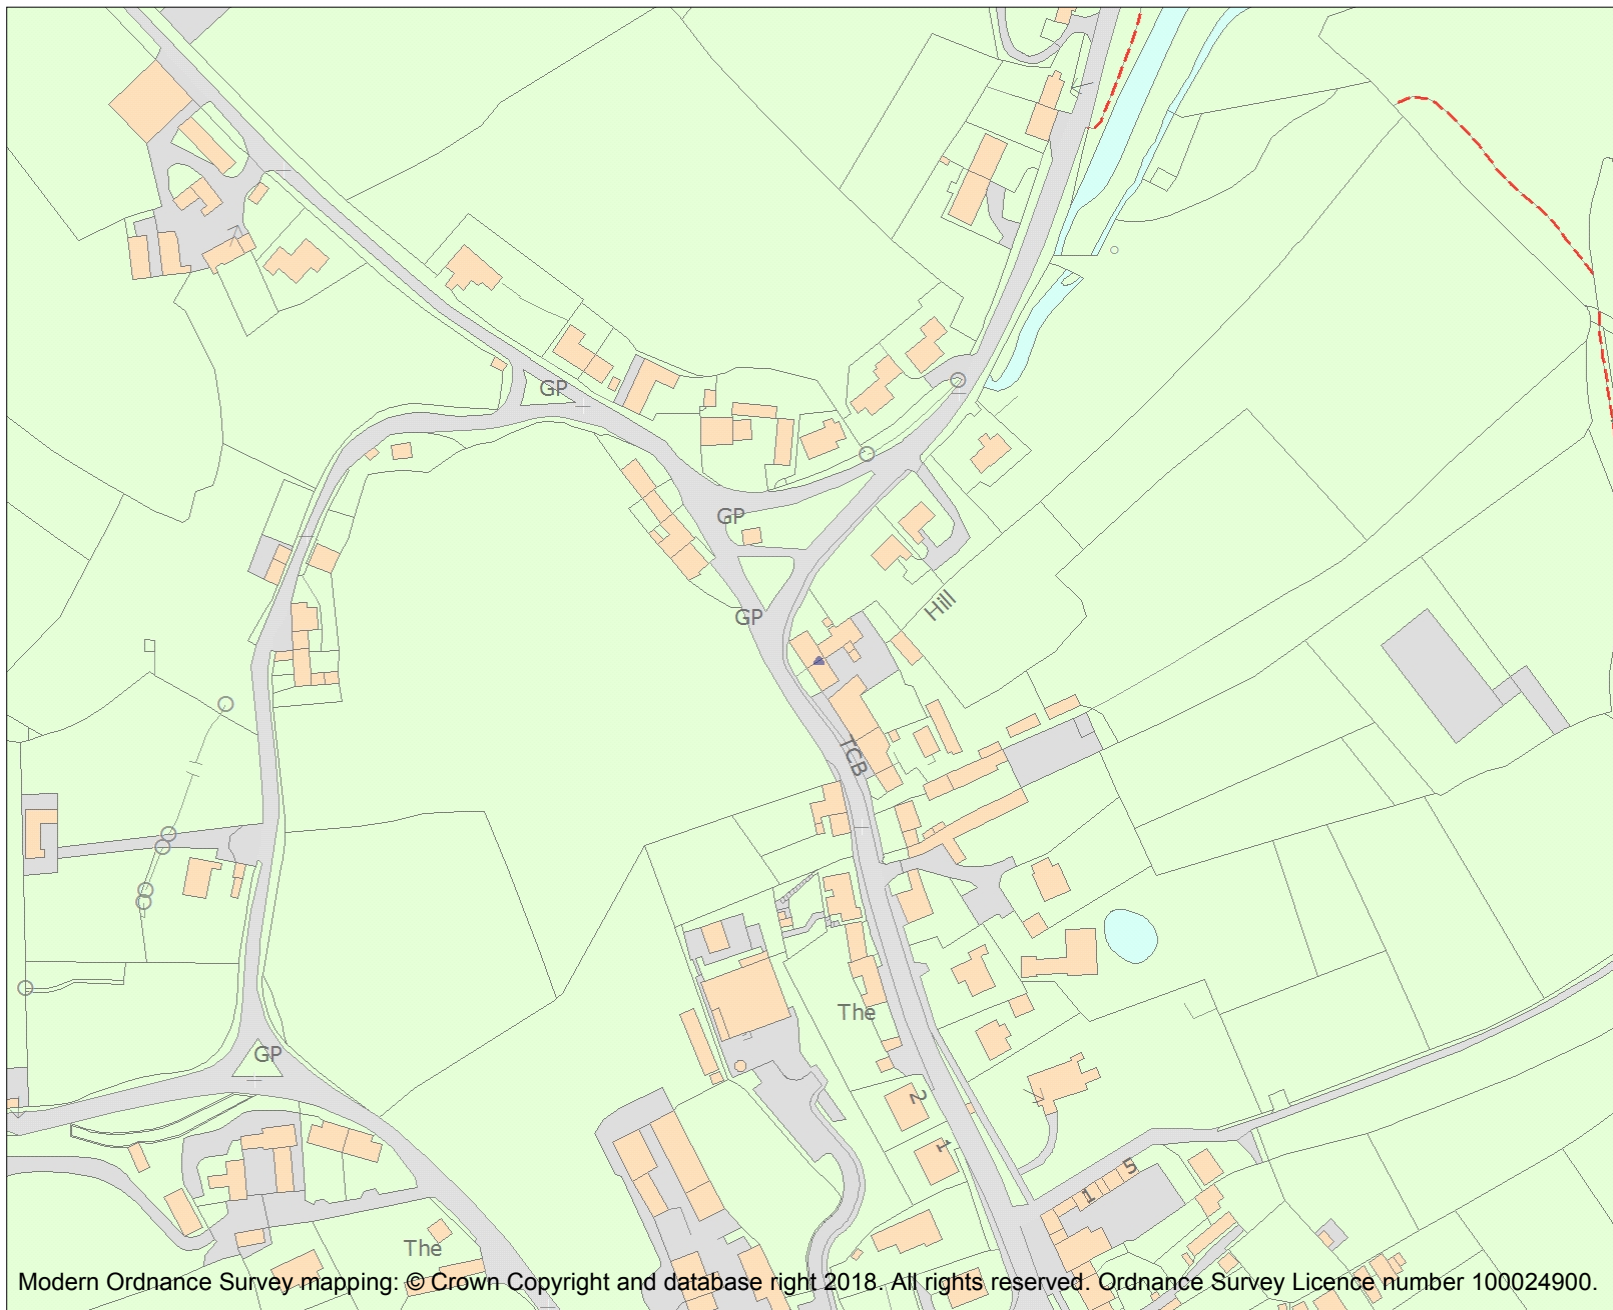 GP
GP
Hill
GP
TCB
The
GP
2
1
5
1
The
Modern Ordnance Survey mapping: © Crown Copyright and database right 2018. All rights reserved. Ordnance Survey Licence number 100024900.